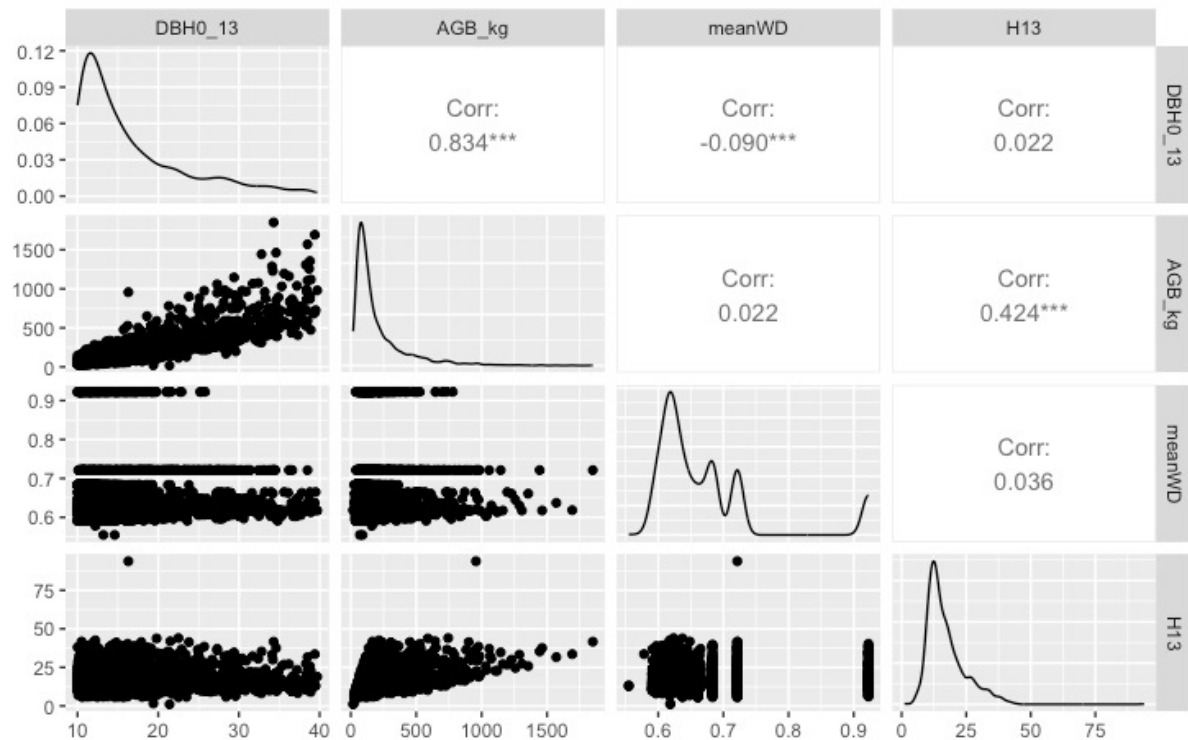 DBH0_13 AGB_kg meanWD H13
0.12
0.09
0.06
0.03
0.00
Corr:
0.834***
Corr:
-0.090***
Corr:
0.022
DBH0_13
1500
1000
500
0
Corr:
0.022
Corr:
0.424***
AGB_kg
0.9
0.8
0.7
0.6
Corr:
0.036
meanWD
75
50
25
0
H13
10 20 30 40 0 500 1000 1500 0.6 0.7 0.8 0.9 0 25 50 75